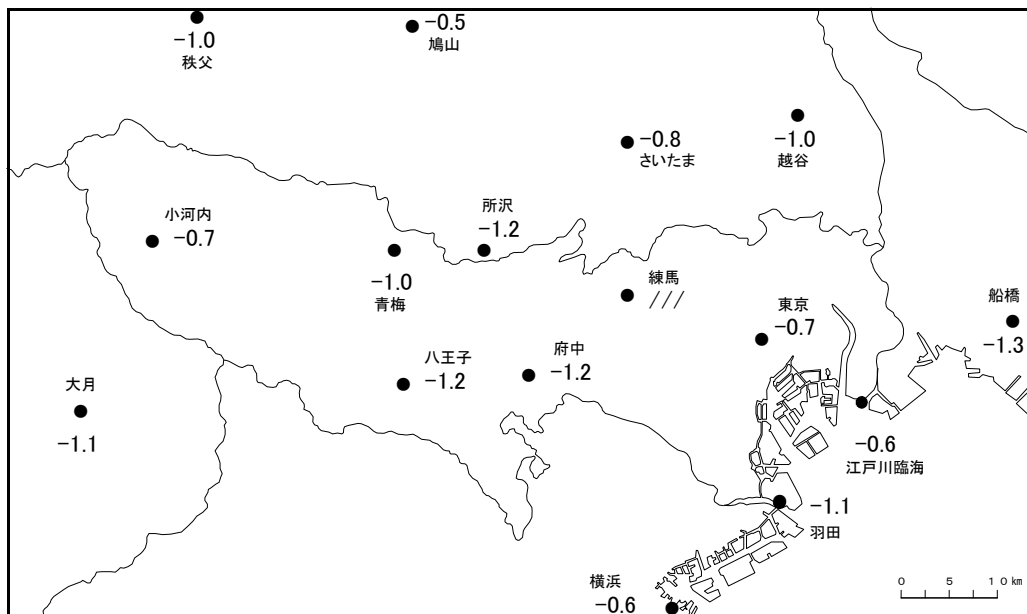 -1.0
秩父
-0.5
鳩山
-0.8
さいたま
-1.0
越谷
小河内
-0.7
所沢
-1.2
-1.0
青梅
練馬
///
東京
-0.7
船橋
-1.3
大月
-1.1
八王子
-1.2
府中
-1.2
-0.6
江戸川臨海
-1.1
羽田
横浜
-0.6
0 5 10km